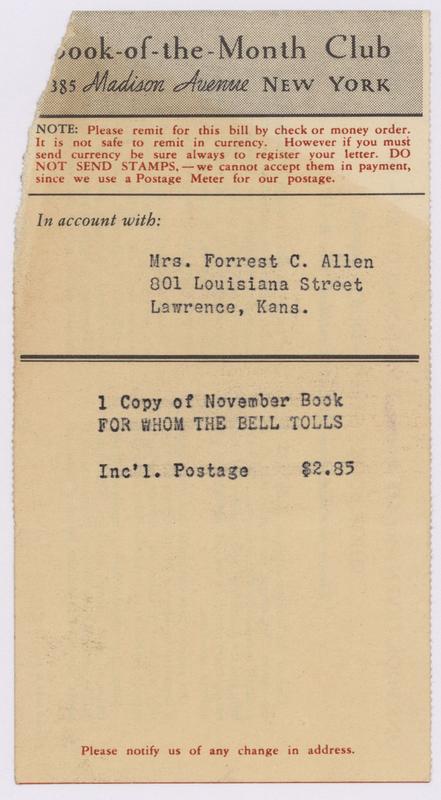 Book-of-the-Month Club
385 Madison Avenue NEW YORK
NOTE: Please remit for this bill by check or money order.
It is not safe to remit in currency. However if you must
send currency be sure always to register your letter. DO
NOT SEND STAMPS,—we cannot accept them in payment,
since we use a Postage Meter for our postage.
In account with:
Mrs. Forrest C. Allen
801 Louisiana Street
Lawrence, Kans.
1 Copy of November Book
FOR WHOM THE BELL TOLLS
Inc'l. Postage $2.85
Please notify us of any change in address.